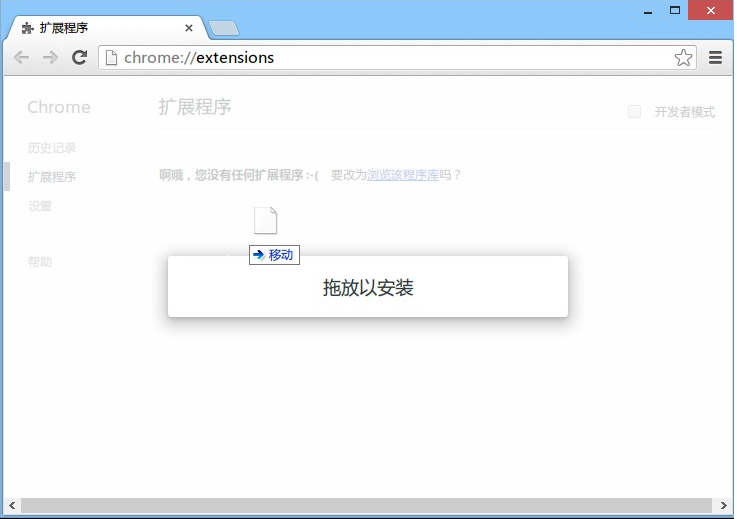 扩展程序
chrome://extensions
Chrome
扩展程序
开发者模式
历史记录
扩展程序
设置
帮助
啊哦，您没有任何扩展程序 :-( 要改为浏览该程序库吗？
移动
拖放以安装